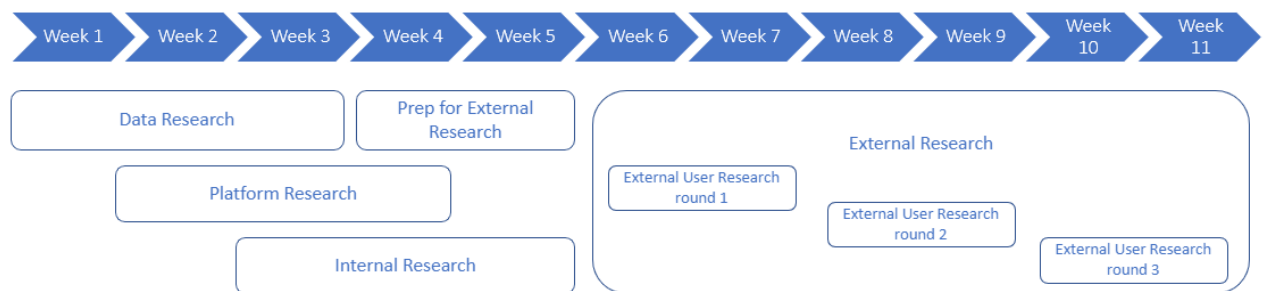 Week 1
Week 2
Week 3
Week 4
Week 5
Week 6
Week 7
Week 8
Week 9
Week
10
Week
11
Data Research
Prep for External
Research
External Research
Platform Research
External User Research
round 1
External User Research
round 2
Internal Research
External User Research
round 3